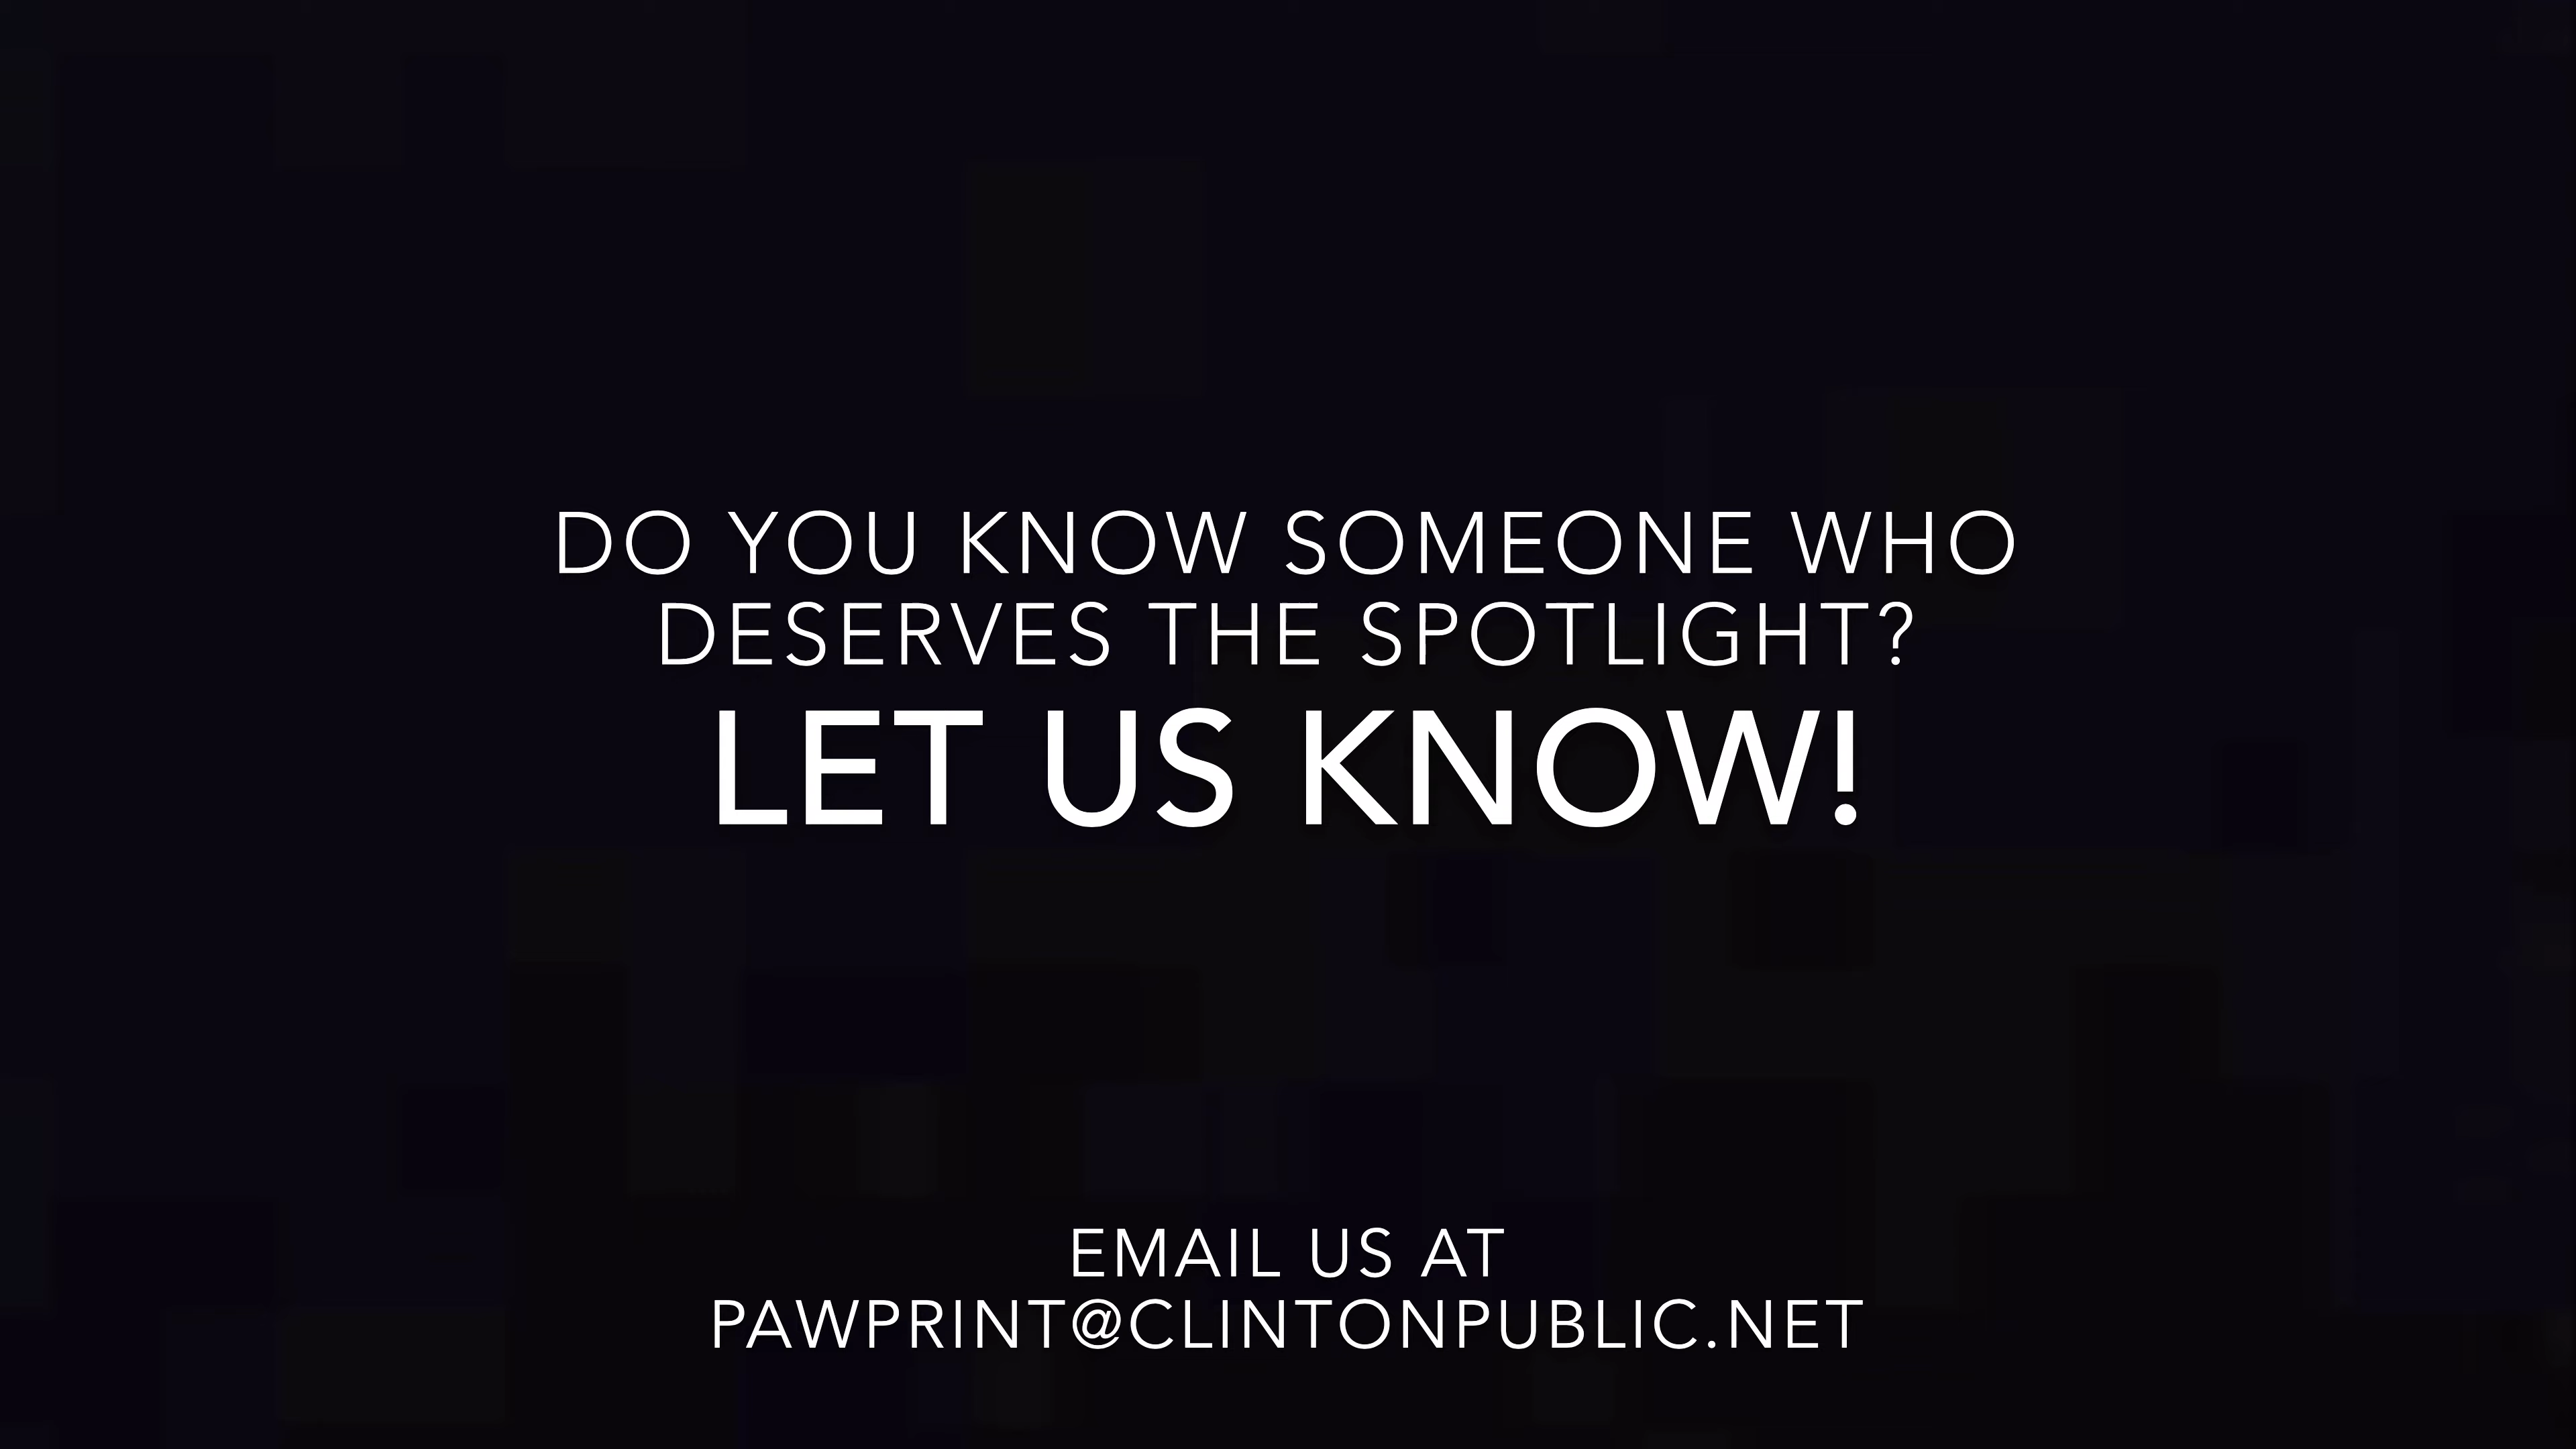 DO YOU KNOW SOMEONE WHO
DESERVES THE SPOTLIGHT?
LET US KNOW!
EMAIL US AT
PAWPRINT@CLINTONPUBLIC.NET